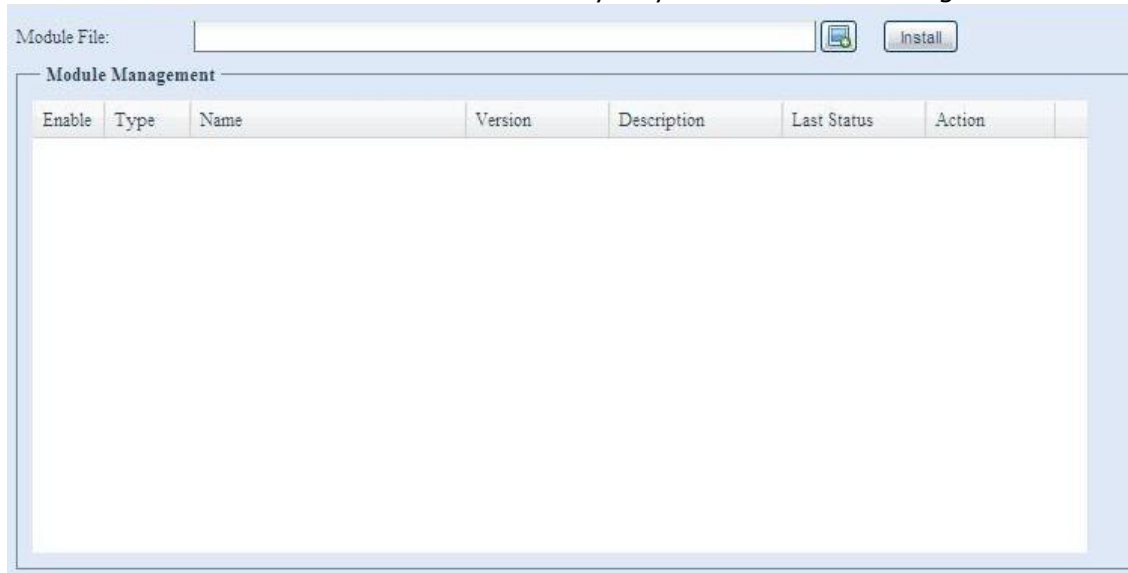 Module File: Install
Module Management
Enable Type Name Version Description Last Status Action